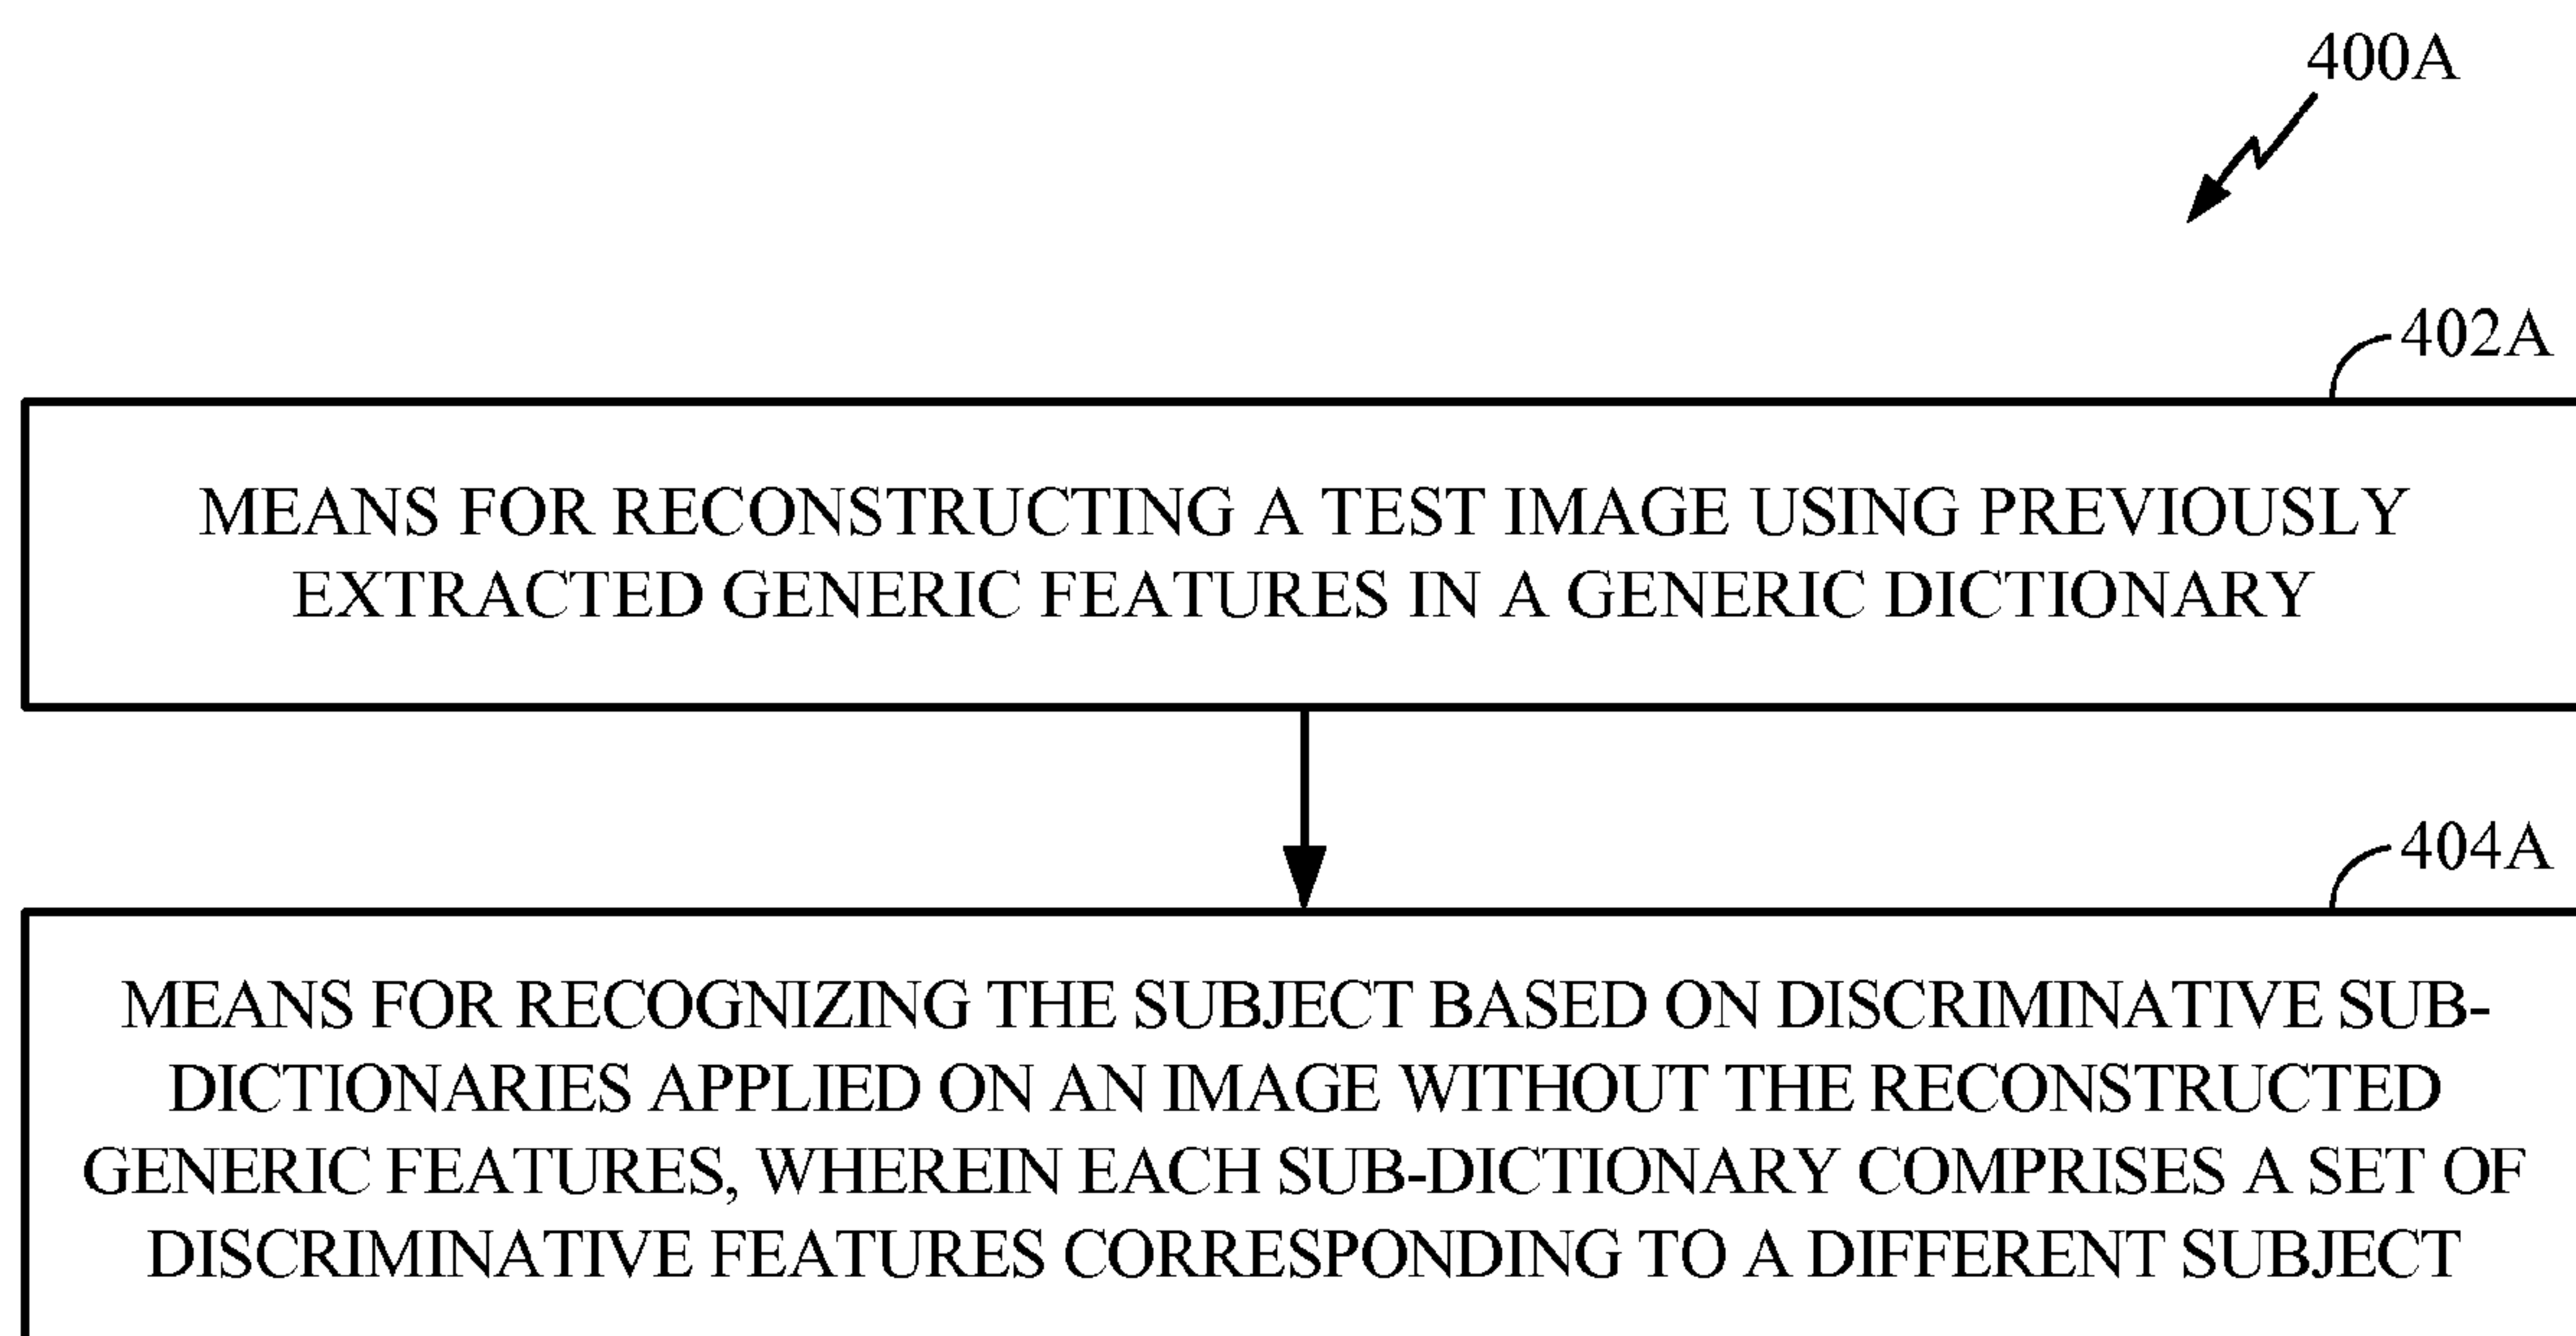 400A
402A
MEANS FOR RECONSTRUCTING A TEST IMAGE USING PREVIOUSLY
EXTRACTED GENERIC FEATURES IN A GENERIC DICTIONARY
404A
MEANS FOR RECOGNIZING THE SUBJECT BASED ON DISCRIMINATIVE SUB-
DICTIONARIES APPLIED ON AN IMAGE WITHOUT THE RECONSTRUCTED
GENERIC FEATURES, WHEREIN EACH SUB-DICTIONARY COMPRISES A SET OF
DISCRIMINATIVE FEATURES CORRESPONDING TO A DIFFERENT SUBJECT